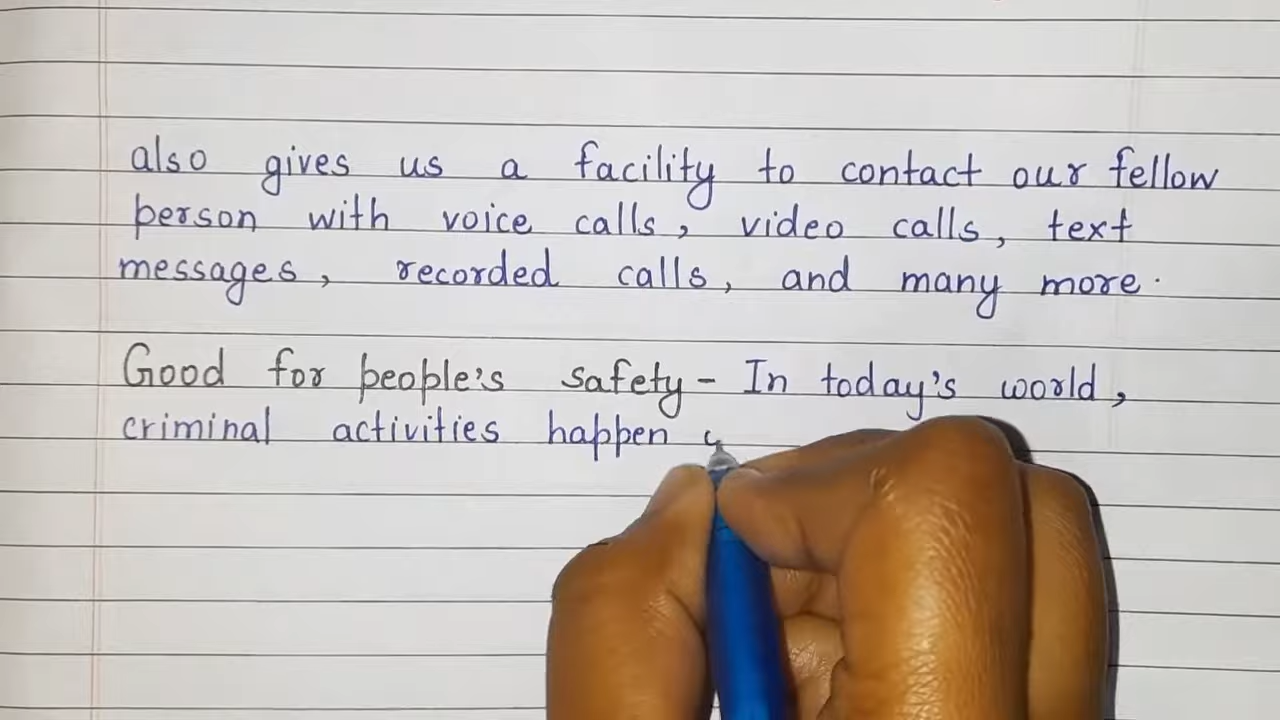 also gives us a facility to contact our fellow
person with voice calls, video calls, text
messages, recorded calls, and many more.
Good for people's safety - In today's world,
criminal activities happen